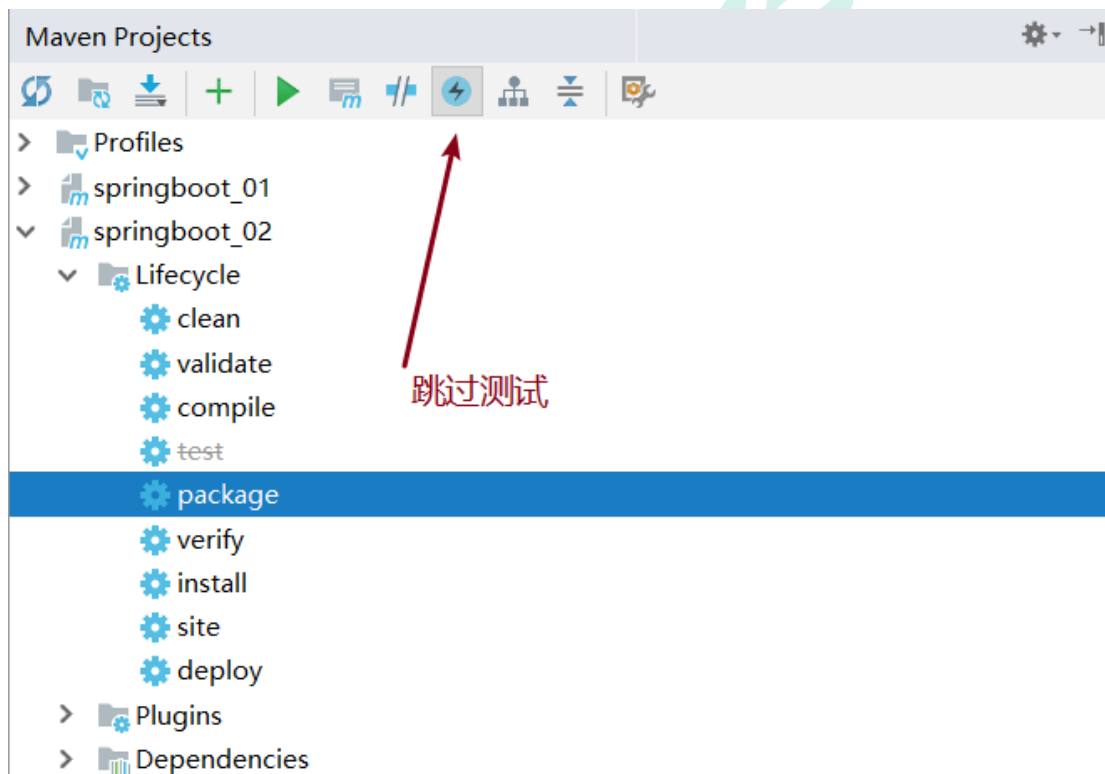 Maven Projects
Profiles
springboot_01
springboot_02
Lifecycle
clean
validate
compile
跳过测试
test
package
verify
install
site
deploy
Plugins
Dependencies